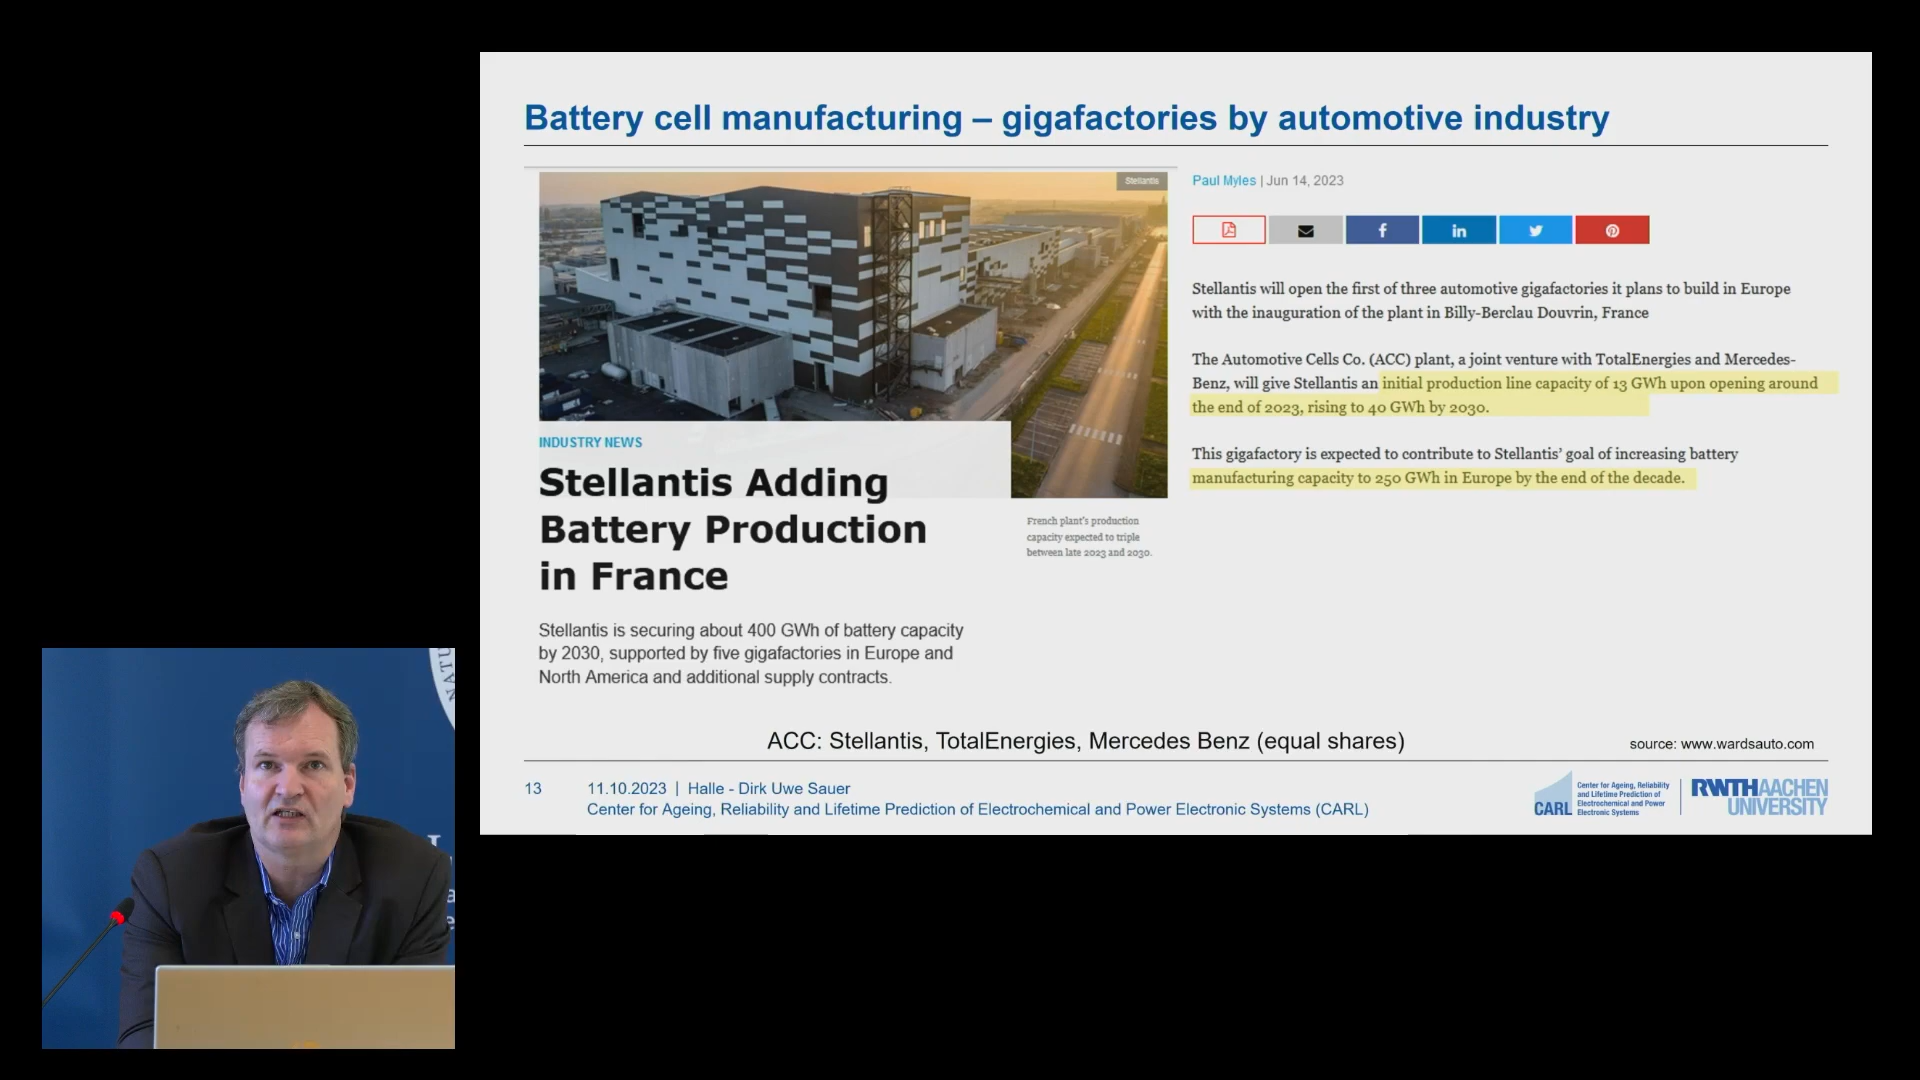 Battery cell manufacturing – gigafactories by automotive industry
Stellantis
INDUSTRY NEWS
Stellantis Adding
Battery Production
in France
French plant's production
capacity expected to triple
between late 2023 and 2030.
Stellantis is securing about 400 GWh of battery capacity
by 2030, supported by five gigafactories in Europe and
North America and additional supply contracts.
Paul Myles | Jun 14, 2023
Stellantis will open the first of three automotive gigafactories it plans to build in Europe
with the inauguration of the plant in Billy-Berclau Douvrin, France
The Automotive Cells Co. (ACC) plant, a joint venture with TotalEnergies and Mercedes-
Benz, will give Stellantis an initial production line capacity of 13 GWh upon opening around
the end of 2023, rising to 40 GWh by 2030.
This gigafactory is expected to contribute to Stellantis' goal of increasing battery
manufacturing capacity to 250 GWh in Europe by the end of the decade.
ACC: Stellantis, TotalEnergies, Mercedes Benz (equal shares)
source: www.wardsauto.com
13
11.10.2023 | Halle - Dirk Uwe Sauer
Center for Ageing, Reliability and Lifetime Prediction of Electrochemical and Power Electronic Systems (CARL)
CARL
Center for Ageing, Reliability
and Lifetime Prediction of
Electrochemical and Power
Electronic Systems
RWTH AACHEN
UNIVERSITY